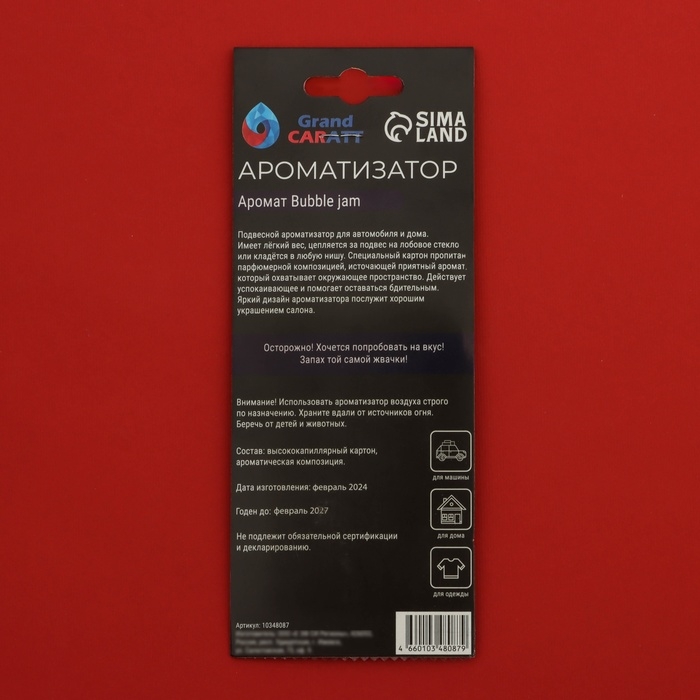 Grand
CARATT
SIMA
LAND
АРОМАТИЗАТОР
Аромат Bubble jam
Подвесной ароматизатор для автомобиля и дома.
Имеет лёгкий вес, цепляется за подвес на лобовое стекло
или кладётся в любую нишу. Специальный картон пропитан
парфюмерной композицией, источающей приятный аромат,
который охватывает окружающее пространство. Действует
успокаивающе и помогает оставаться бдительным.
Яркий дизайн ароматизатора послужит хорошим
украшением салона.
Осторожно! Хочется попробовать на вкус!
Запах той самой жвачки!
Внимание! Использовать ароматизатор воздуха строго
по назначению. Храните вдали от источников огня.
Беречь от детей и животных.
Состав: высококапиллярный картон,
ароматическая композиция.
для машины
Дата изготовления: февраль 2024
Годен до: февраль 2027
для дома
Не подлежит обязательной сертификации
и декларированию.
для одежды
Артикул: 10348087
4 660103 480879